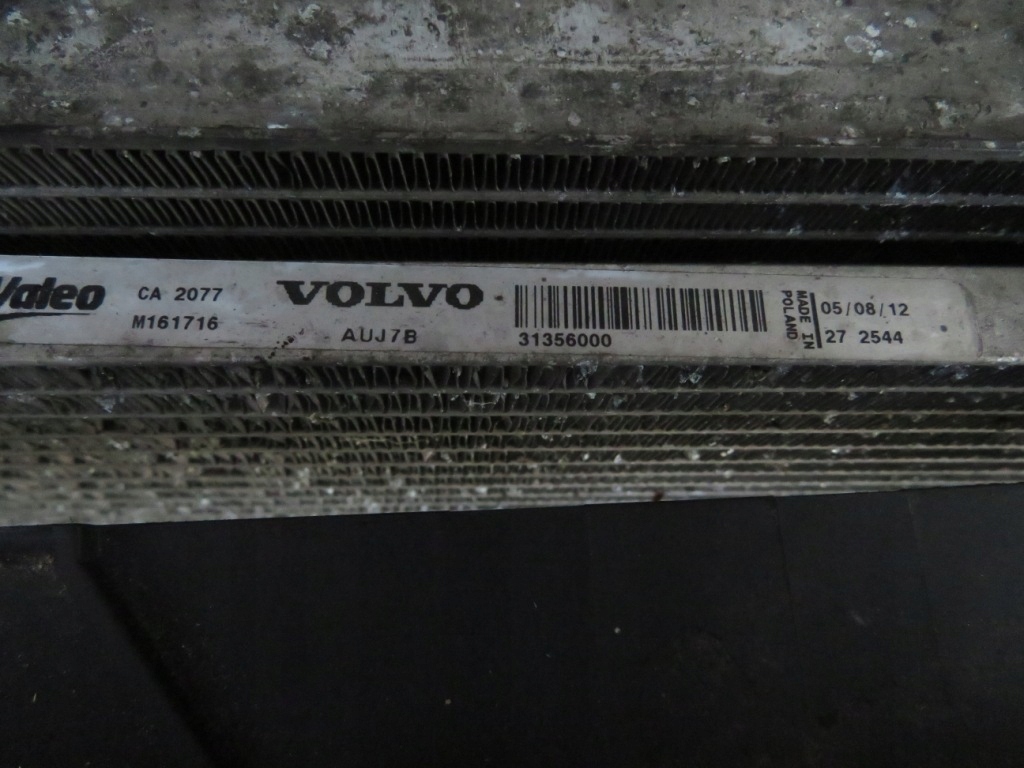 Valeo
CA 2077
M161716
VOLVO
AUJ7B
31356000
MADE IN
POLAND
05/08/12
27 2544